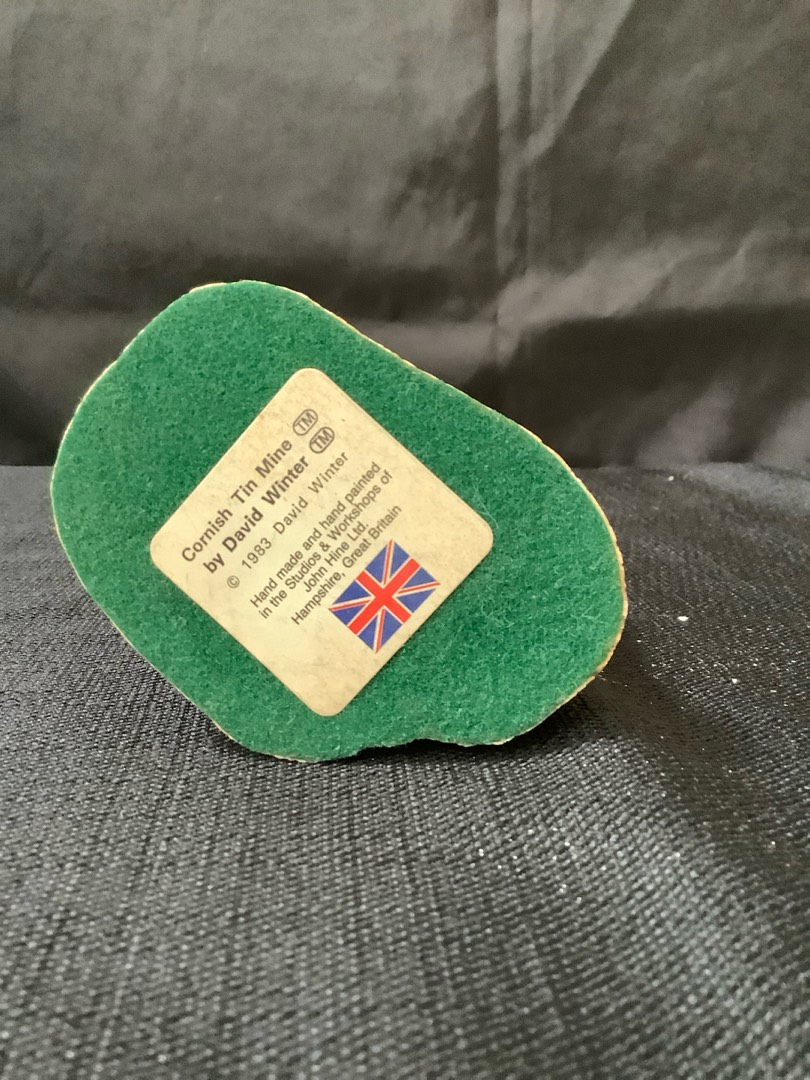 Cornish Tin Mine TM
by David Winter TM
© 1983 David Winter
Hand made and hand painted
in the Studios & Workshops of
John Hine Ltd.
Hampshire, Great Britain